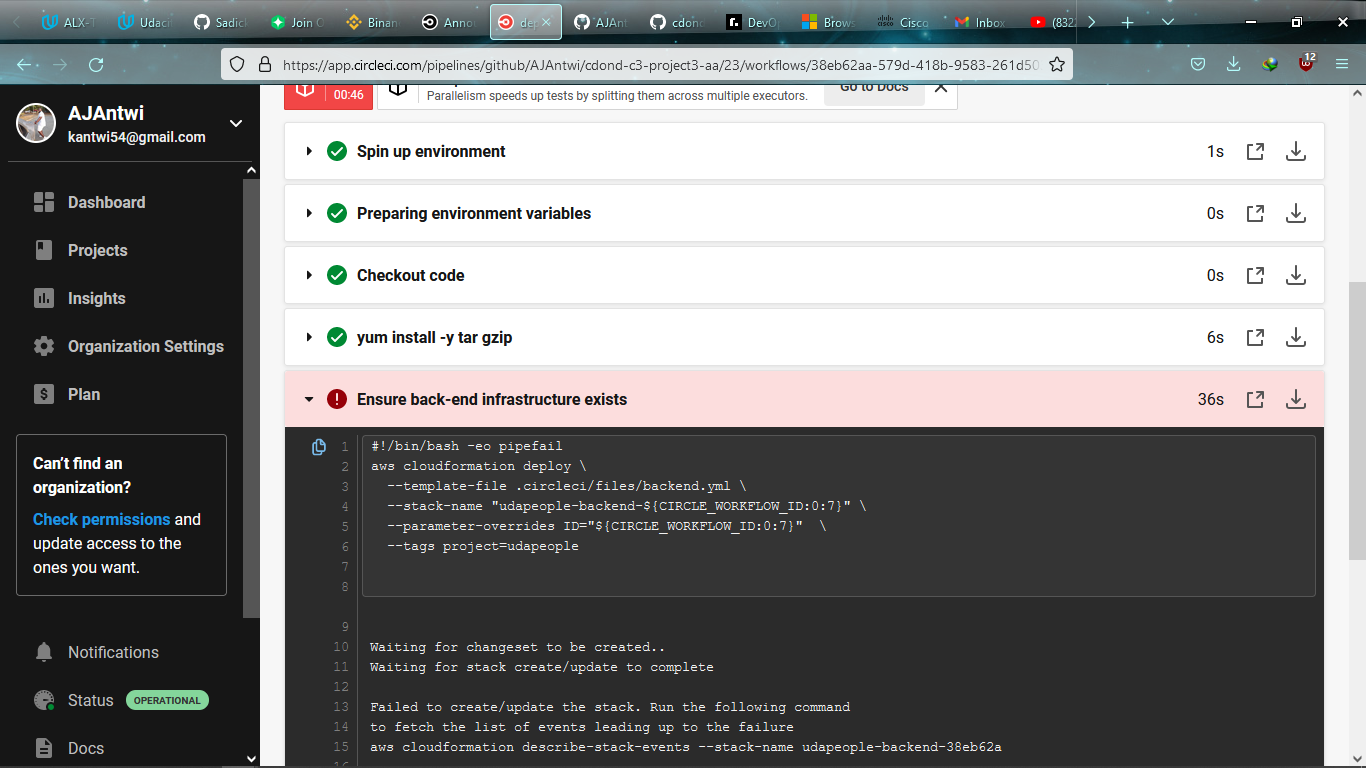 ALX-T
Udaci
Sadick
Join C
Binan
Anno
dep
AJAnt
cdond
DevO
Brows
Cisco
Inbox
(832
https://app.circleci.com/pipelines/github/AJAntwi/cdond-c3-project3-aa/23/workflows/38eb62aa-579d-418b-9583-261d50
12
AJAntwi
kantwi54@gmail.com
Dashboard
Projects
Insights
Organization Settings
Plan
Can't find an
organization?
Check permissions and
update access to the
ones you want.
Notifications
Status OPERATIONAL
Docs
00:46
Parallelism speeds up tests by splitting them across multiple executors.
Go to Docs
Spin up environment 1s
Preparing environment variables 0s
Checkout code 0s
yum install -y tar gzip 6s
Ensure back-end infrastructure exists 36s
1 #!/bin/bash -eo pipefail
2 aws cloudformation deploy \
3 --template-file .circleci/files/backend.yml \
4 --stack-name "udapeople-backend-${CIRCLE_WORKFLOW_ID:0:7}" \
5 --parameter-overrides ID="${CIRCLE_WORKFLOW_ID:0:7}" \
6 --tags project=udapeople
7
8
9
10 Waiting for changeset to be created..
11 Waiting for stack create/update to complete
12
13 Failed to create/update the stack. Run the following command
14 to fetch the list of events leading up to the failure
15 aws cloudformation describe-stack-events --stack-name udapeople-backend-38eb62a